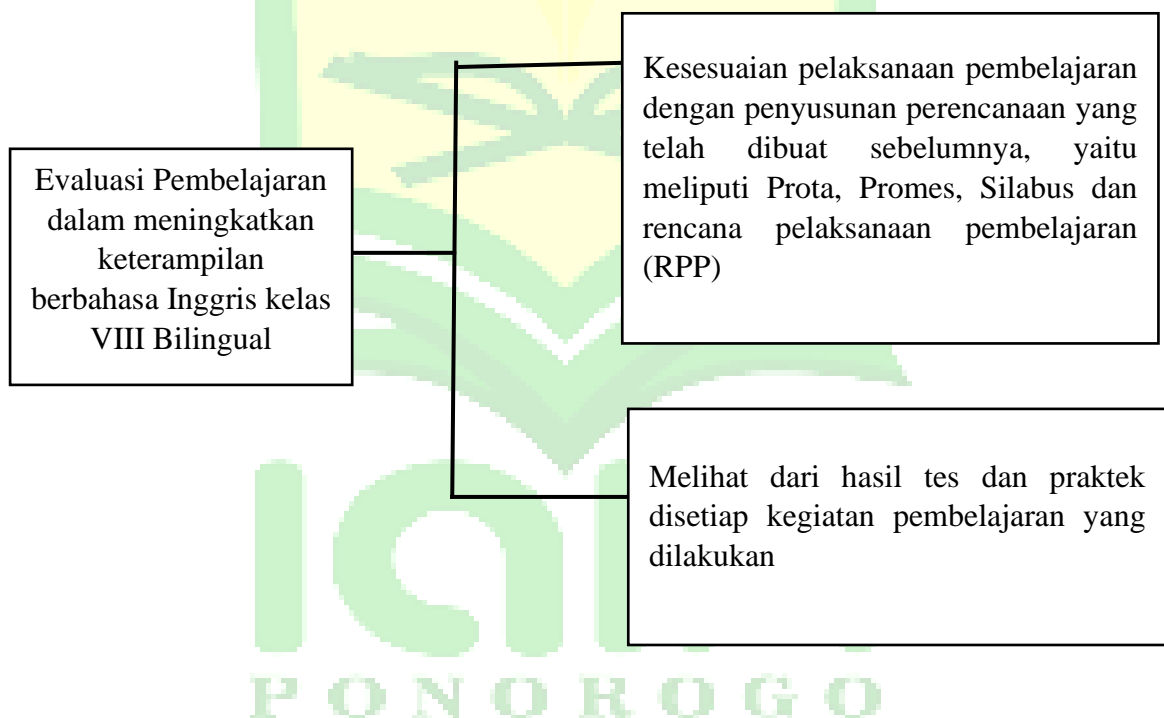 Evaluasi Pembelajaran
dalam meningkatkan
keterampilan
berbahasa Inggris kelas
VIII Bilingual
Kesesuaian pelaksanaan pembelajaran
dengan penyusunan perencanaan yang
telah dibuat sebelumnya, yaitu
meliputi Prota, Promes, Silabus dan
rencana pelaksanaan pembelajaran
(RPP)
Melihat dari hasil tes dan praktek
disetiap kegiatan pembelajaran yang
dilakukan
PONOROGO